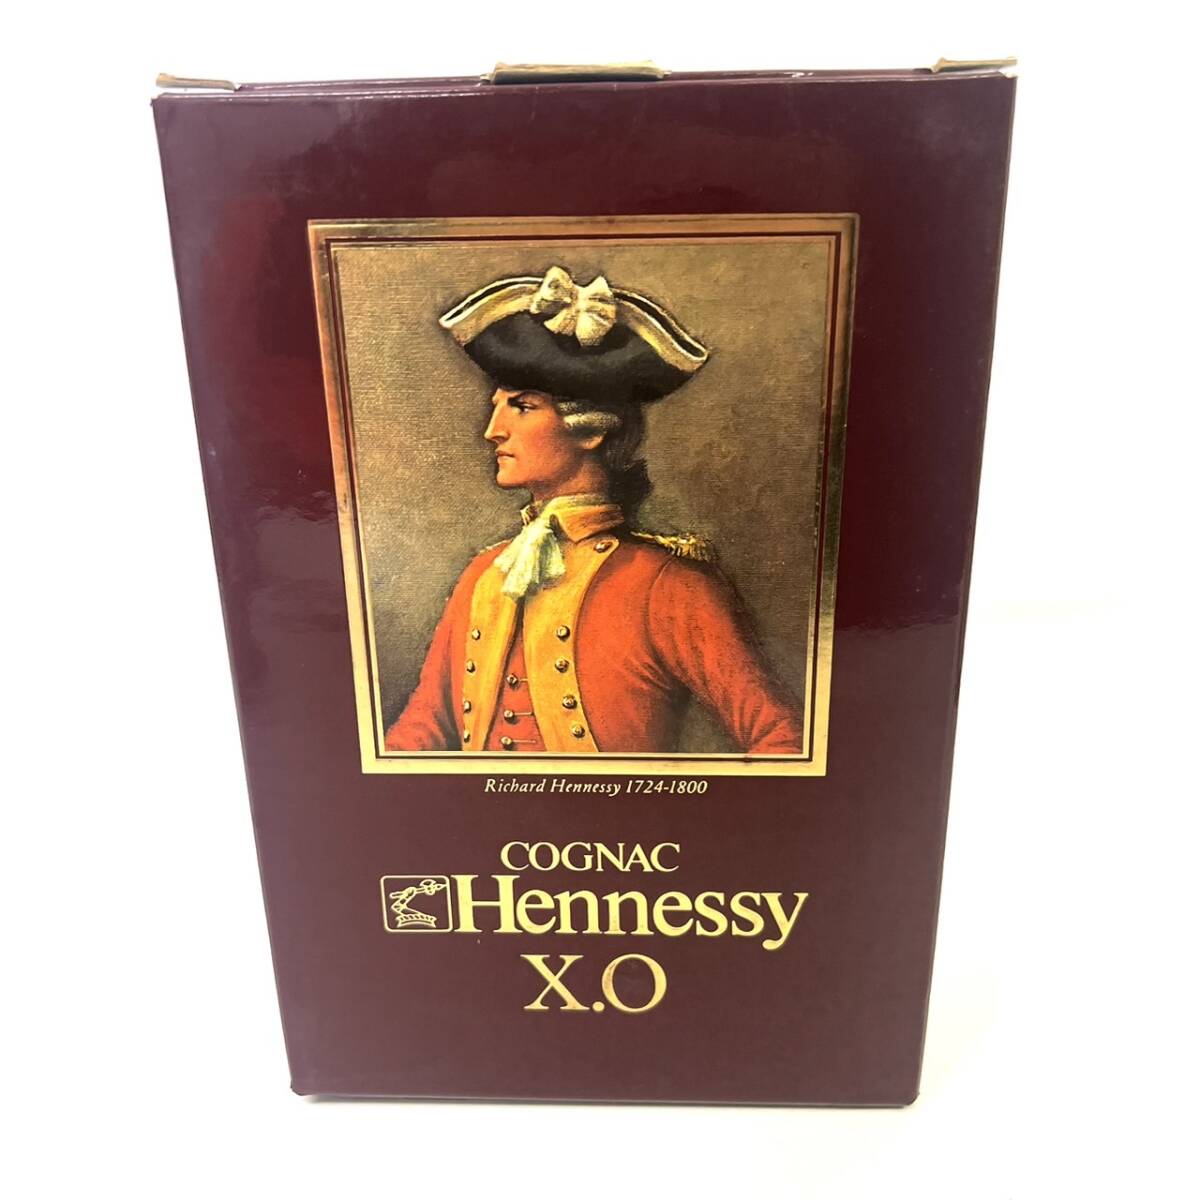 Richard Hennessy 1724-1800
COGNAC
Hennessy
X.O